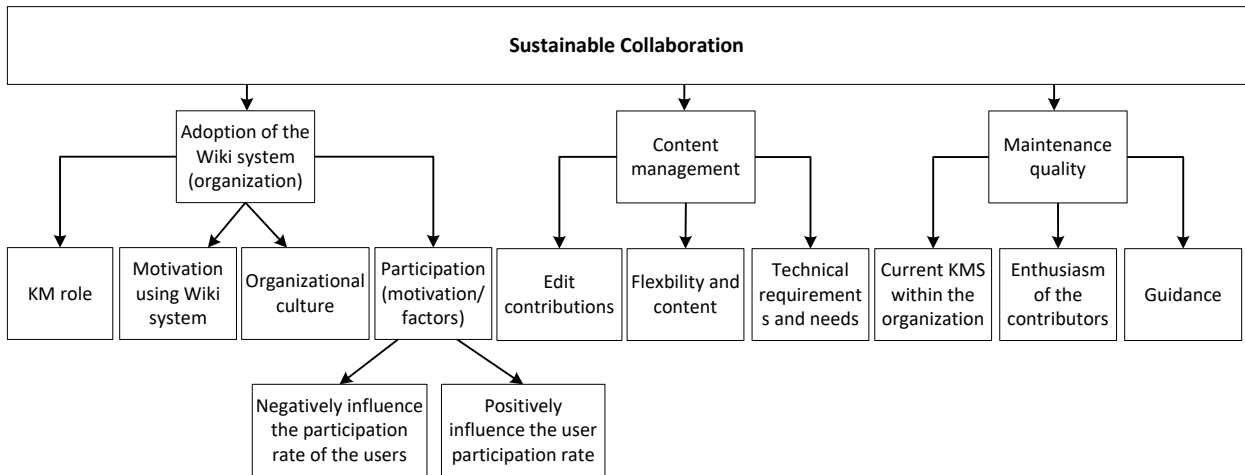 Sustainable Collaboration
Adoption of the
Wiki system
(organization)
Content
management
Maintenance
quality
KM role
Motivation
using Wiki
system
Organizational
culture
Participation
(motivation/
factors)
Edit
contributions
Flexbility and
content
Technical
requirement
s and needs
Current KMS
within the
organization
Enthusiasm
of the
contributors
Guidance
Negatively influence
the participation
rate of the users
Positively
influence the user
participation rate